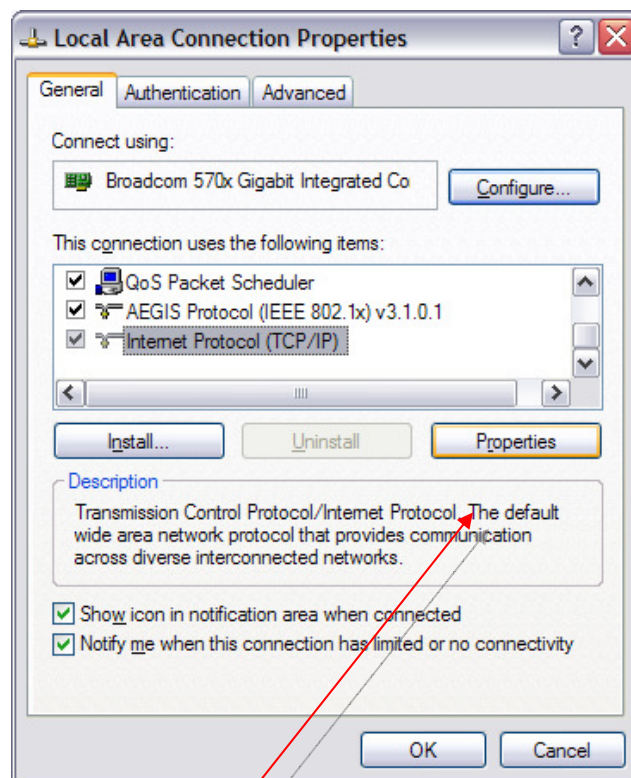 Local Area Connection Properties
General Authentication Advanced
Connect using:
Broadcom 570x Gigabit Integrated Co
Configure...
This connection uses the following items:
QoS Packet Scheduler
AEGIS Protocol (IEEE 802.1x) v3.1.0.1
Internet Protocol (TCP/IP)
Install... Uninstall Properties
Description
Transmission Control Protocol/Internet Protocol. The default
wide area network protocol that provides communication
across diverse interconnected networks.
Show icon in notification area when connected
Notify me when this connection has limited or no connectivity
OK Cancel